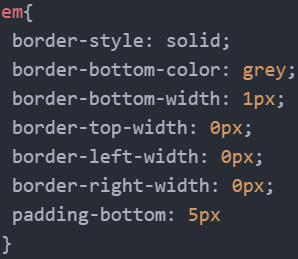 em{
border-style: solid;
border-bottom-color: grey;
border-bottom-width: 1px;
border-top-width: 0px;
border-left-width: 0px;
border-right-width: 0px;
padding-bottom: 5px
}